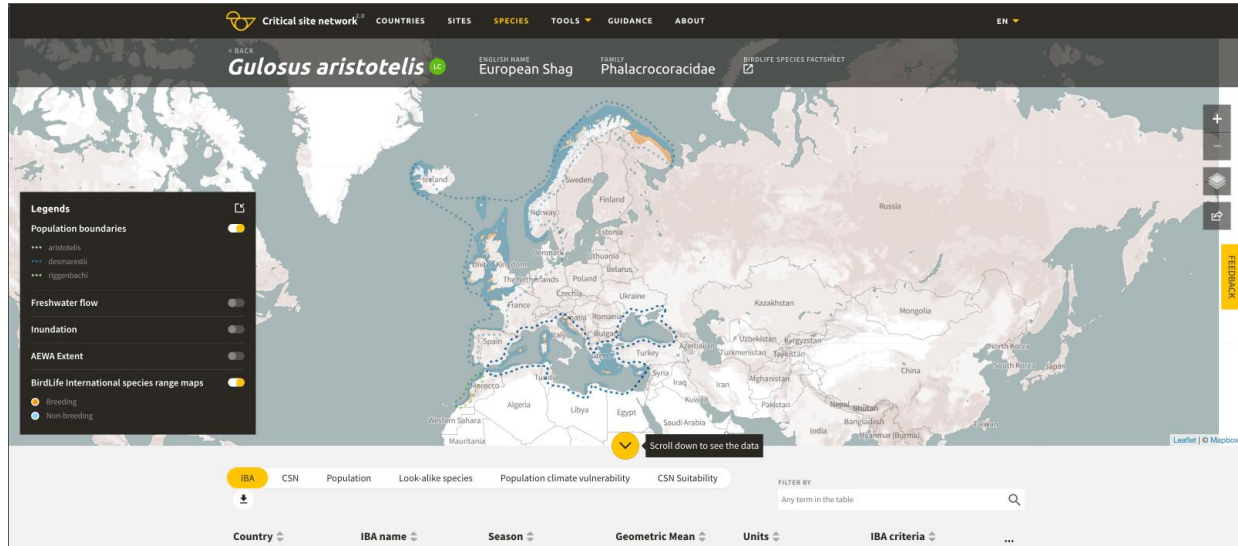 Critical site network 2.0 COUNTRIES SITES SPECIES TOOLS GUIDANCE ABOUT EN
< BACK
Gulosus aristotelis LC
ENGLISH NAME
European Shag
FAMILY
Phalacrocoracidae
BIRDLIFE SPECIES FACTSHEET
+
−
Legends
Population boundaries
aristotelis
desmarestii
riggenbachi
Freshwater flow
Inundation
AEWA Extent
BirdLife International species range maps
Breeding
Non-breeding
Iceland
Sweden
Finland
Norway
Russia
Estonia
Denmark
Lithuania
United Kingdom
Belarus
The Netherlands
Poland
Czechia
Ukraine
France
Kazakhstan
Mongolia
Croatia
Romania
Italy
Bulgaria
Spain
Uzbekistan
Kyrgyzstan
Azerbaijan
Greece
Turkey
Turkmenistan
Tajikistan
North Korea
South Korea
Japan
Tunisia
Syria
China
Morocco
Iraq
Iran
Afghanistan
Algeria
Libya
Egypt
Kuwait
Pakistan
Nepal
Bhutan
Western Sahara
Saudi Arabia
Bangladesh
Taiwan
India
Myanmar (Burma)
Mauritania
FEEDBACK
Scroll down to see the data
Leaflet | © Mapbox
IBA CSN Population Look-alike species Population climate vulnerability CSN Suitability
FILTER BY
Any term in the table
Country IBA name Season Geometric Mean Units IBA criteria ...